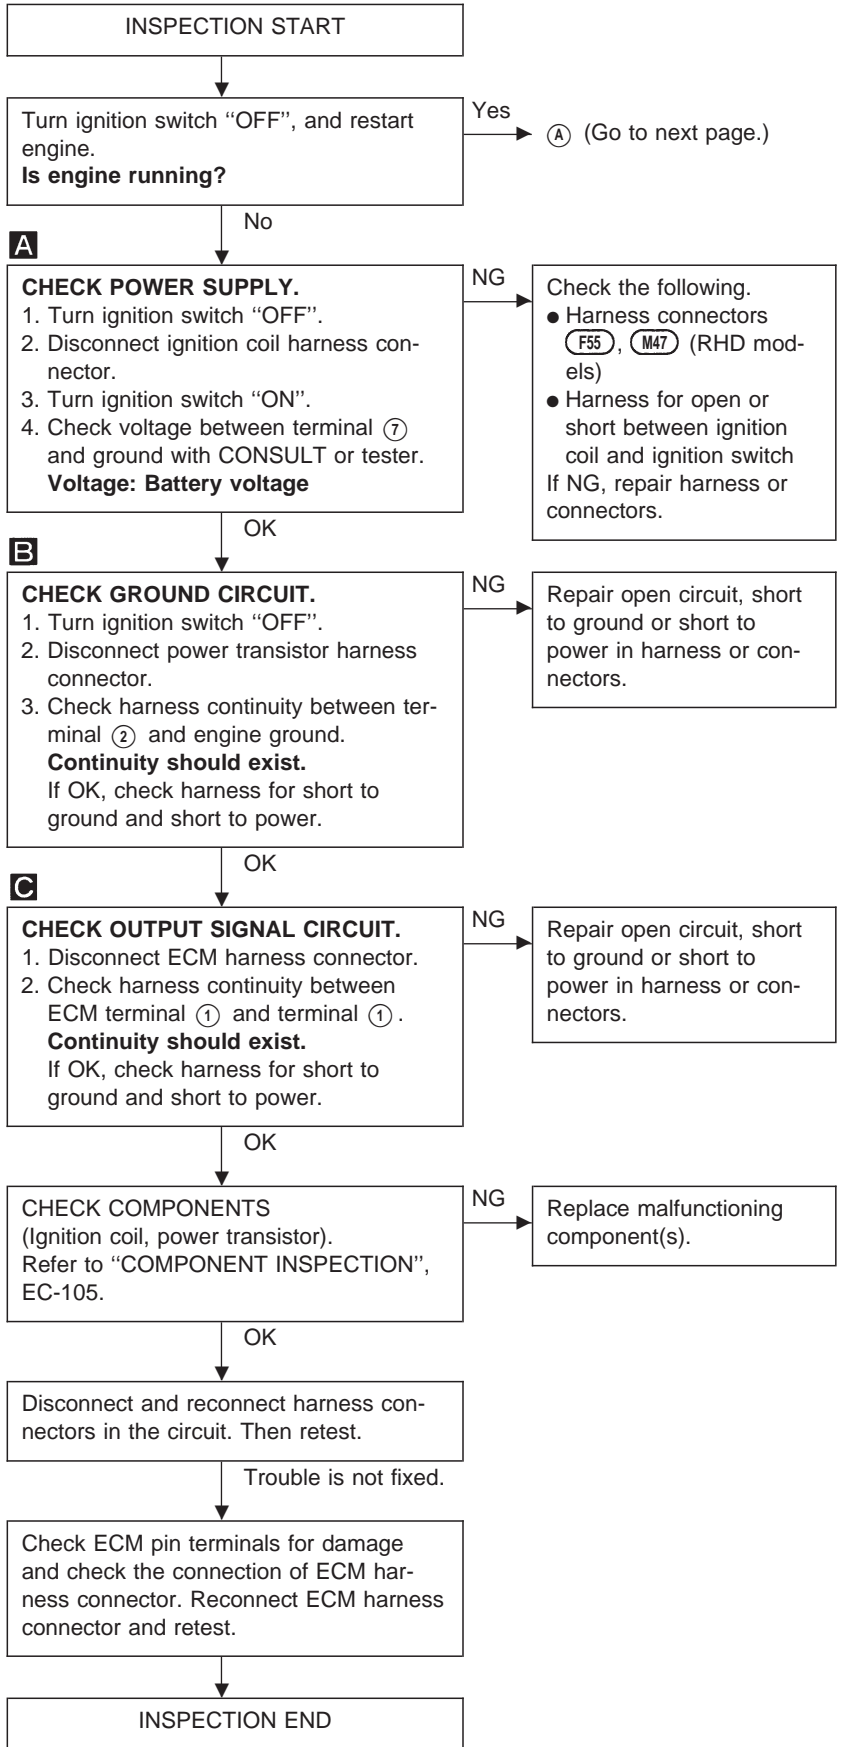 INSPECTION START
Turn ignition switch ‘‘OFF’’, and restart
engine.
Is engine running?
Yes
Ⓐ (Go to next page.)
No
A
CHECK POWER SUPPLY.
1. Turn ignition switch ‘‘OFF’’.
2. Disconnect ignition coil harness con-
nector.
3. Turn ignition switch ‘‘ON’’.
4. Check voltage between terminal ⑦
and ground with CONSULT or tester.
Voltage: Battery voltage
NG
Check the following.
● Harness connectors
F55 , M47 (RHD mod-
els)
● Harness for open or
short between ignition
coil and ignition switch
If NG, repair harness or
connectors.
OK
B
CHECK GROUND CIRCUIT.
1. Turn ignition switch ‘‘OFF’’.
2. Disconnect power transistor harness
connector.
3. Check harness continuity between ter-
minal ② and engine ground.
Continuity should exist.
If OK, check harness for short to
ground and short to power.
NG
Repair open circuit, short
to ground or short to
power in harness or con-
nectors.
OK
C
CHECK OUTPUT SIGNAL CIRCUIT.
1. Disconnect ECM harness connector.
2. Check harness continuity between
ECM terminal ① and terminal ① .
Continuity should exist.
If OK, check harness for short to
ground and short to power.
NG
Repair open circuit, short
to ground or short to
power in harness or con-
nectors.
OK
CHECK COMPONENTS
(Ignition coil, power transistor).
Refer to ‘‘COMPONENT INSPECTION’’,
EC-105.
NG
Replace malfunctioning
component(s).
OK
Disconnect and reconnect harness con-
nectors in the circuit. Then retest.
Trouble is not fixed.
Check ECM pin terminals for damage
and check the connection of ECM har-
ness connector. Reconnect ECM harness
connector and retest.
INSPECTION END